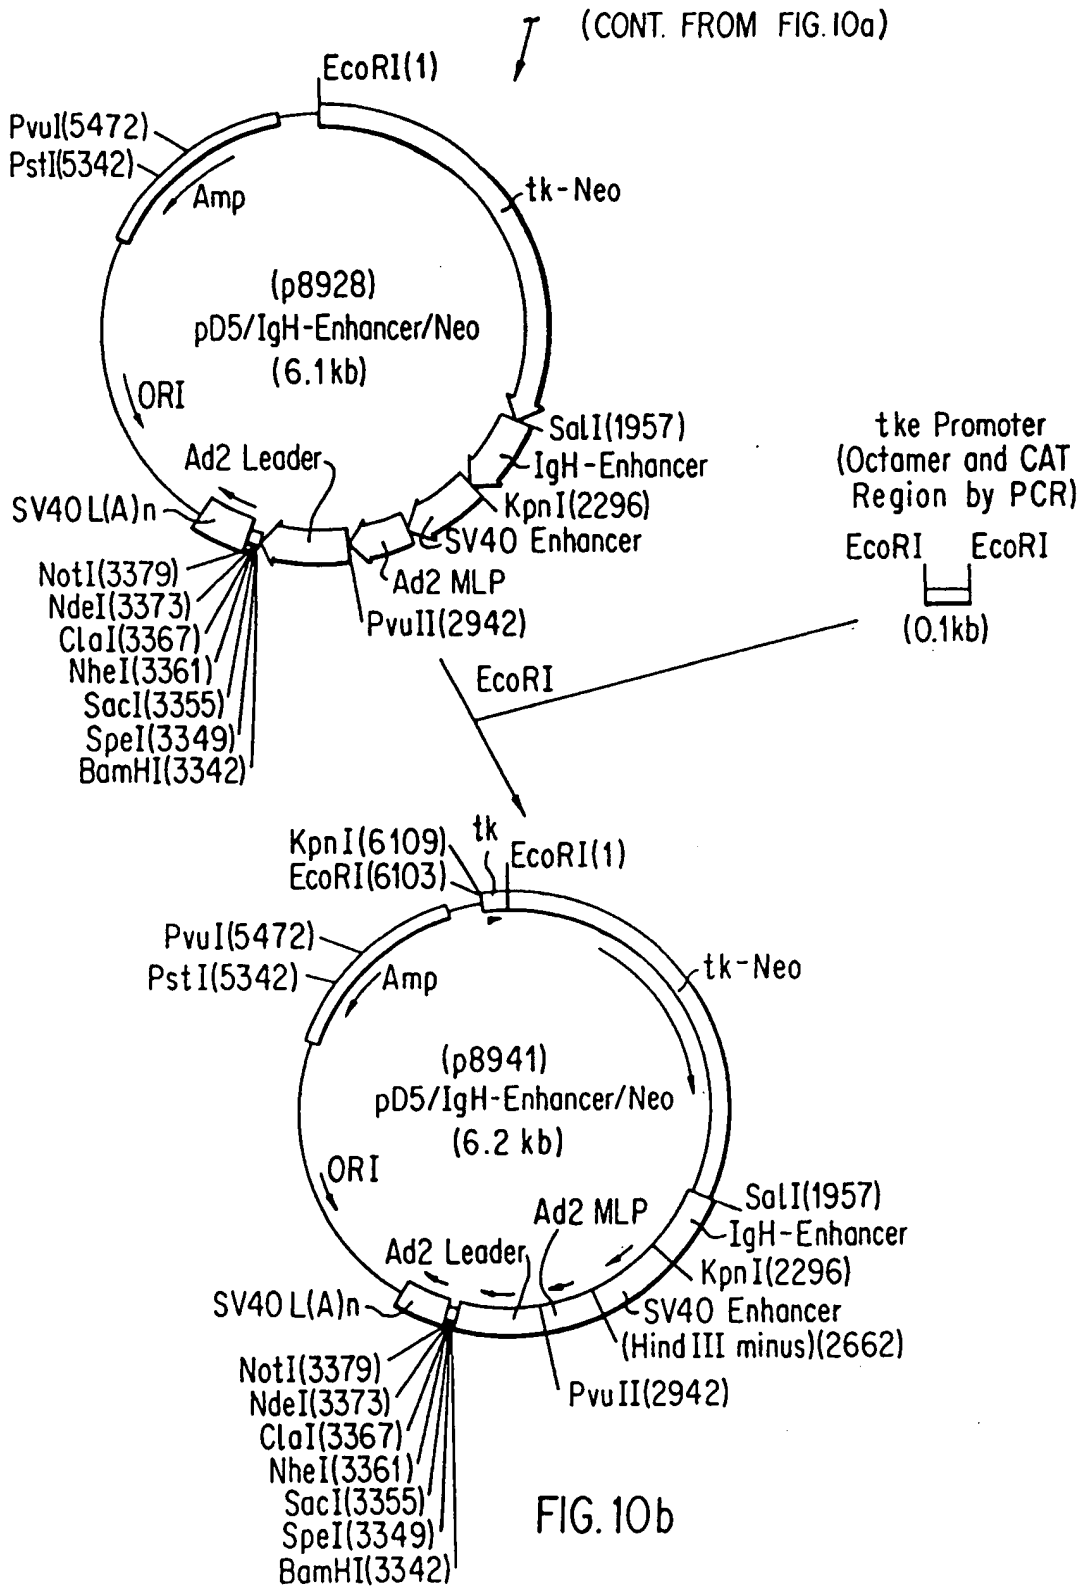 (CONT. FROM FIG. 10a)
EcoRI(1)
PvuI(5472)
PstI(5342)
Amp
tk-Neo
(p8928)
pD5/IgH-Enhancer/Neo
(6.1kb)
ORI
SalI(1957)
IgH-Enhancer
KpnI(2296)
SV40 Enhancer
Ad2 MLP
PvuII(2942)
Ad2 Leader
SV40 L(A)n
NotI(3379)
NdeI(3373)
ClaI(3367)
NheI(3361)
SacI(3355)
SpeI(3349)
BamHI(3342)
tke Promoter
(Octamer and CAT
Region by PCR)
EcoRI EcoRI
(0.1kb)
EcoRI
KpnI(6109)
tk
EcoRI(6103)
EcoRI(1)
PvuI(5472)
PstI(5342)
Amp
tk-Neo
(p8941)
pD5/IgH-Enhancer/Neo
(6.2 kb)
ORI
SalI(1957)
IgH-Enhancer
KpnI(2296)
SV40 Enhancer
(Hind III minus)(2662)
PvuII(2942)
Ad2 MLP
Ad2 Leader
SV40 L(A)n
NotI(3379)
NdeI(3373)
ClaI(3367)
NheI(3361)
SacI(3355)
SpeI(3349)
BamHI(3342)
FIG. 10b